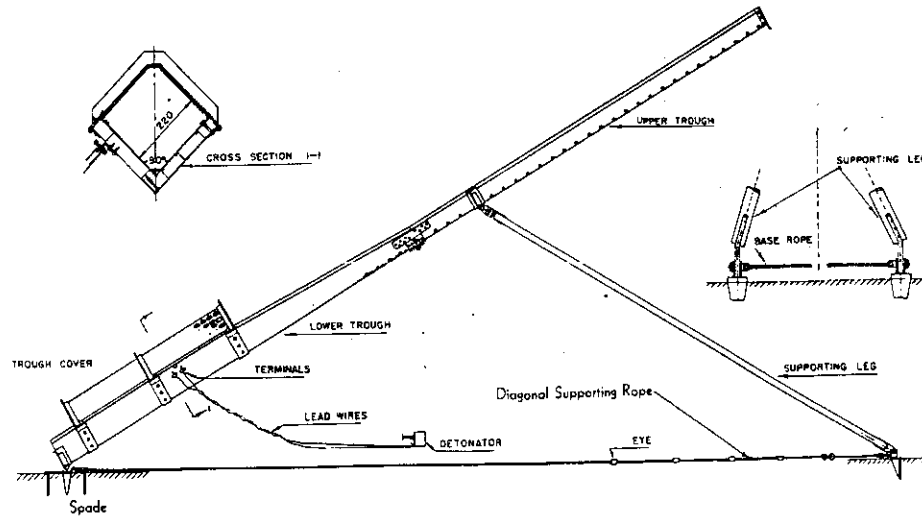 220
90°
CROSS SECTION I-I
UPPER TROUGH
SUPPORTING LEG
BASE ROPE
LOWER TROUGH
TROUGH COVER
TERMINALS
SUPPORTING LEG
Diagonal Supporting Rope
LEAD WIRES
DETONATOR
EYE
Spade